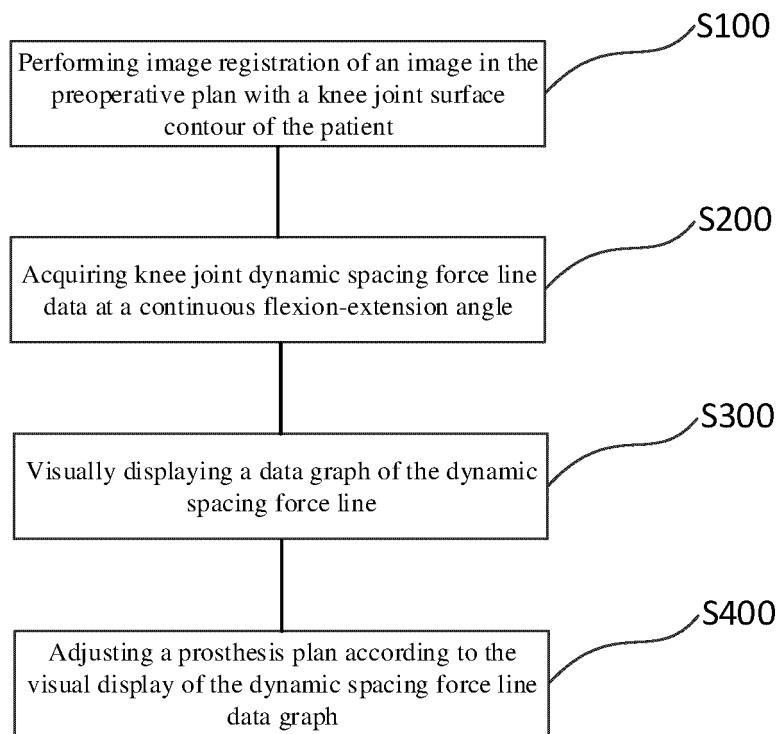 S100
Performing image registration of an image in the
preoperative plan with a knee joint surface
contour of the patient
S200
Acquiring knee joint dynamic spacing force line
data at a continuous flexion-extension angle
S300
Visually displaying a data graph of the dynamic
spacing force line
S400
Adjusting a prosthesis plan according to the
visual display of the dynamic spacing force line
data graph